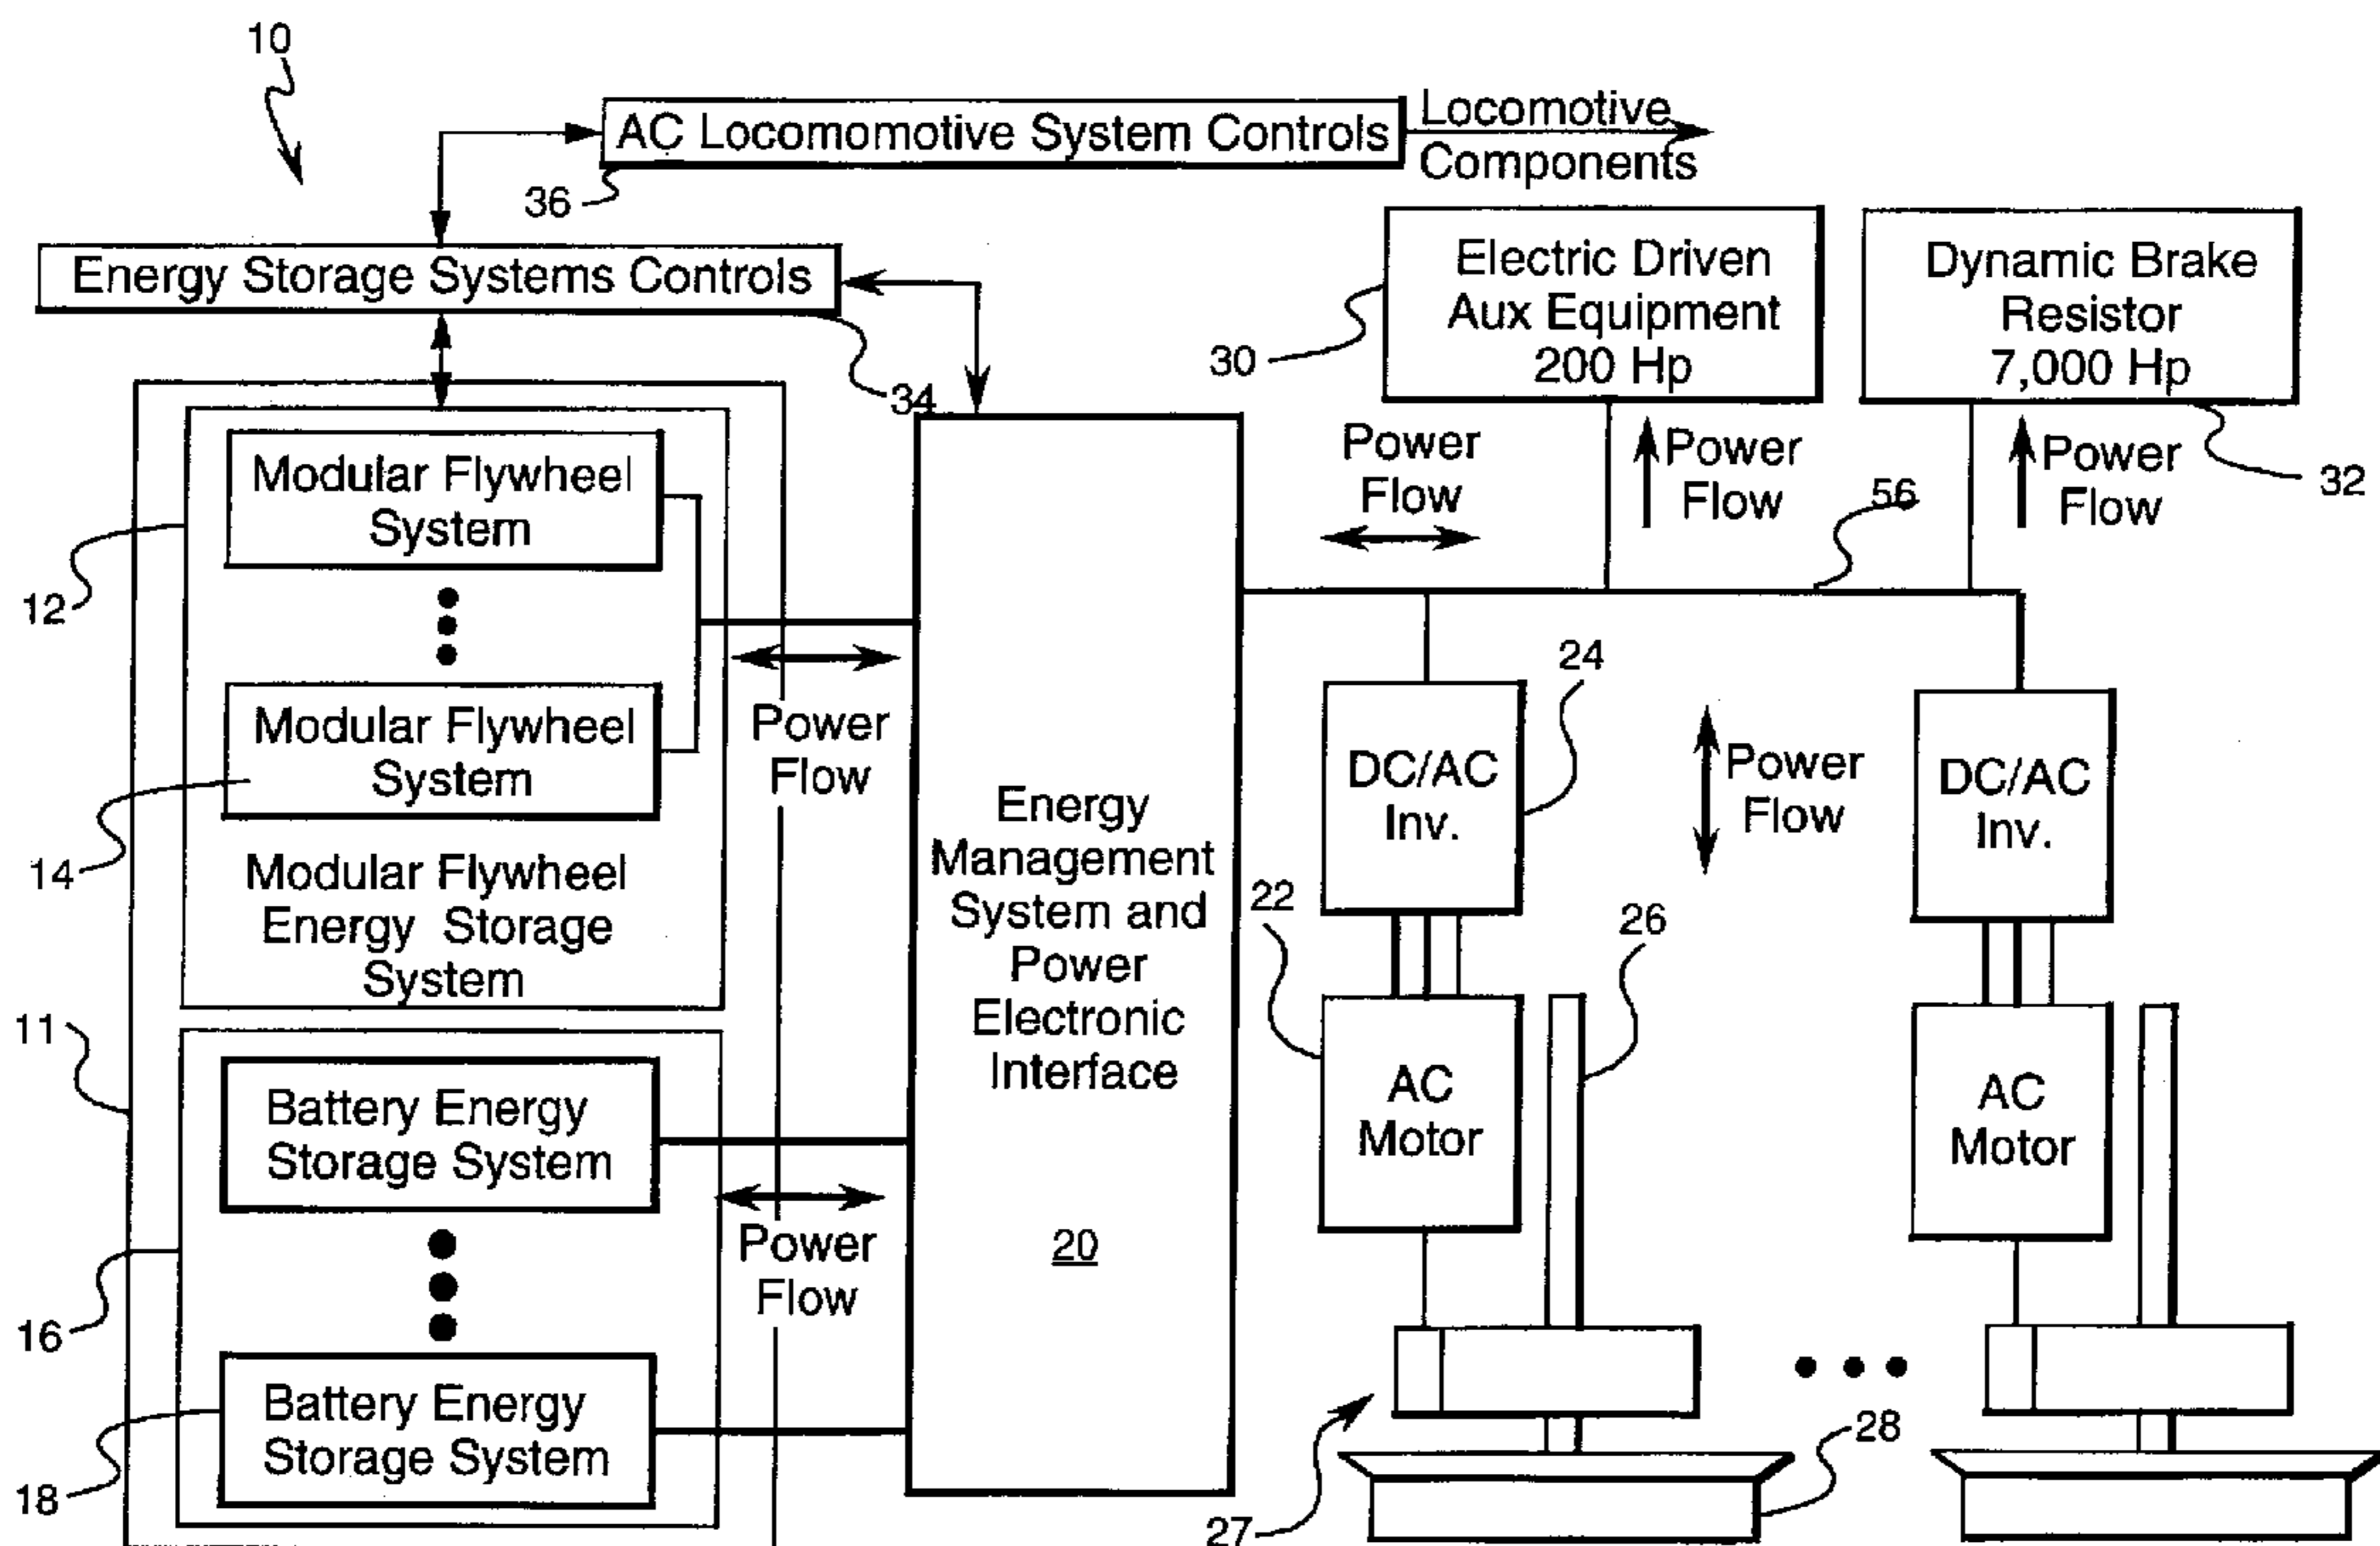 10
AC Locomomotive System Controls
Locomotive
Components
36
Energy Storage Systems Controls
34
Electric Driven
Aux Equipment
200 Hp
30
Dynamic Brake
Resistor
7,000 Hp
32
Power
Flow
Power
Flow
Power
Flow
56
Modular Flywheel
System
12
Modular Flywheel
System
14
Modular Flywheel
Energy Storage
System
Power
Flow
11
Battery Energy
Storage System
16
Battery Energy
Storage System
18
Power
Flow
Energy
Management
System and
Power
Electronic
Interface
20
DC/AC
Inv.
24
Power
Flow
DC/AC
Inv.
22
26
AC
Motor
AC
Motor
27
28